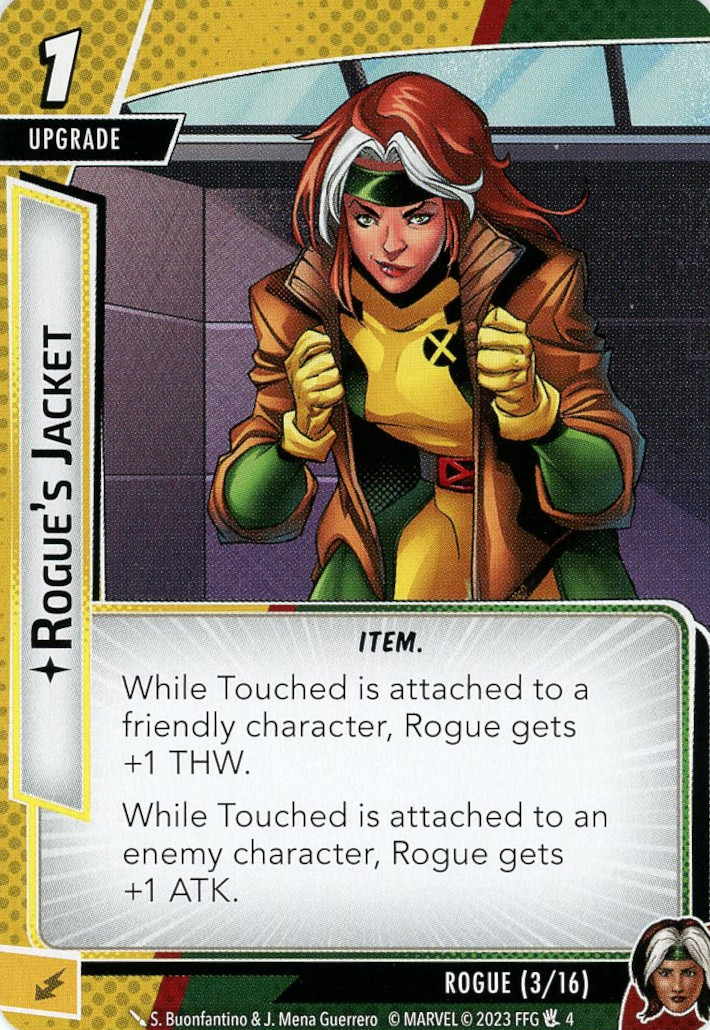 1
UPGRADE
ROGUE'S JACKET
ITEM.
While Touched is attached to a
friendly character, Rogue gets
+1 THW.
While Touched is attached to an
enemy character, Rogue gets
+1 ATK.
ROGUE (3/16)
S. Buonfantino & J. Mena Guerrero © MARVEL © 2023 FFG 4